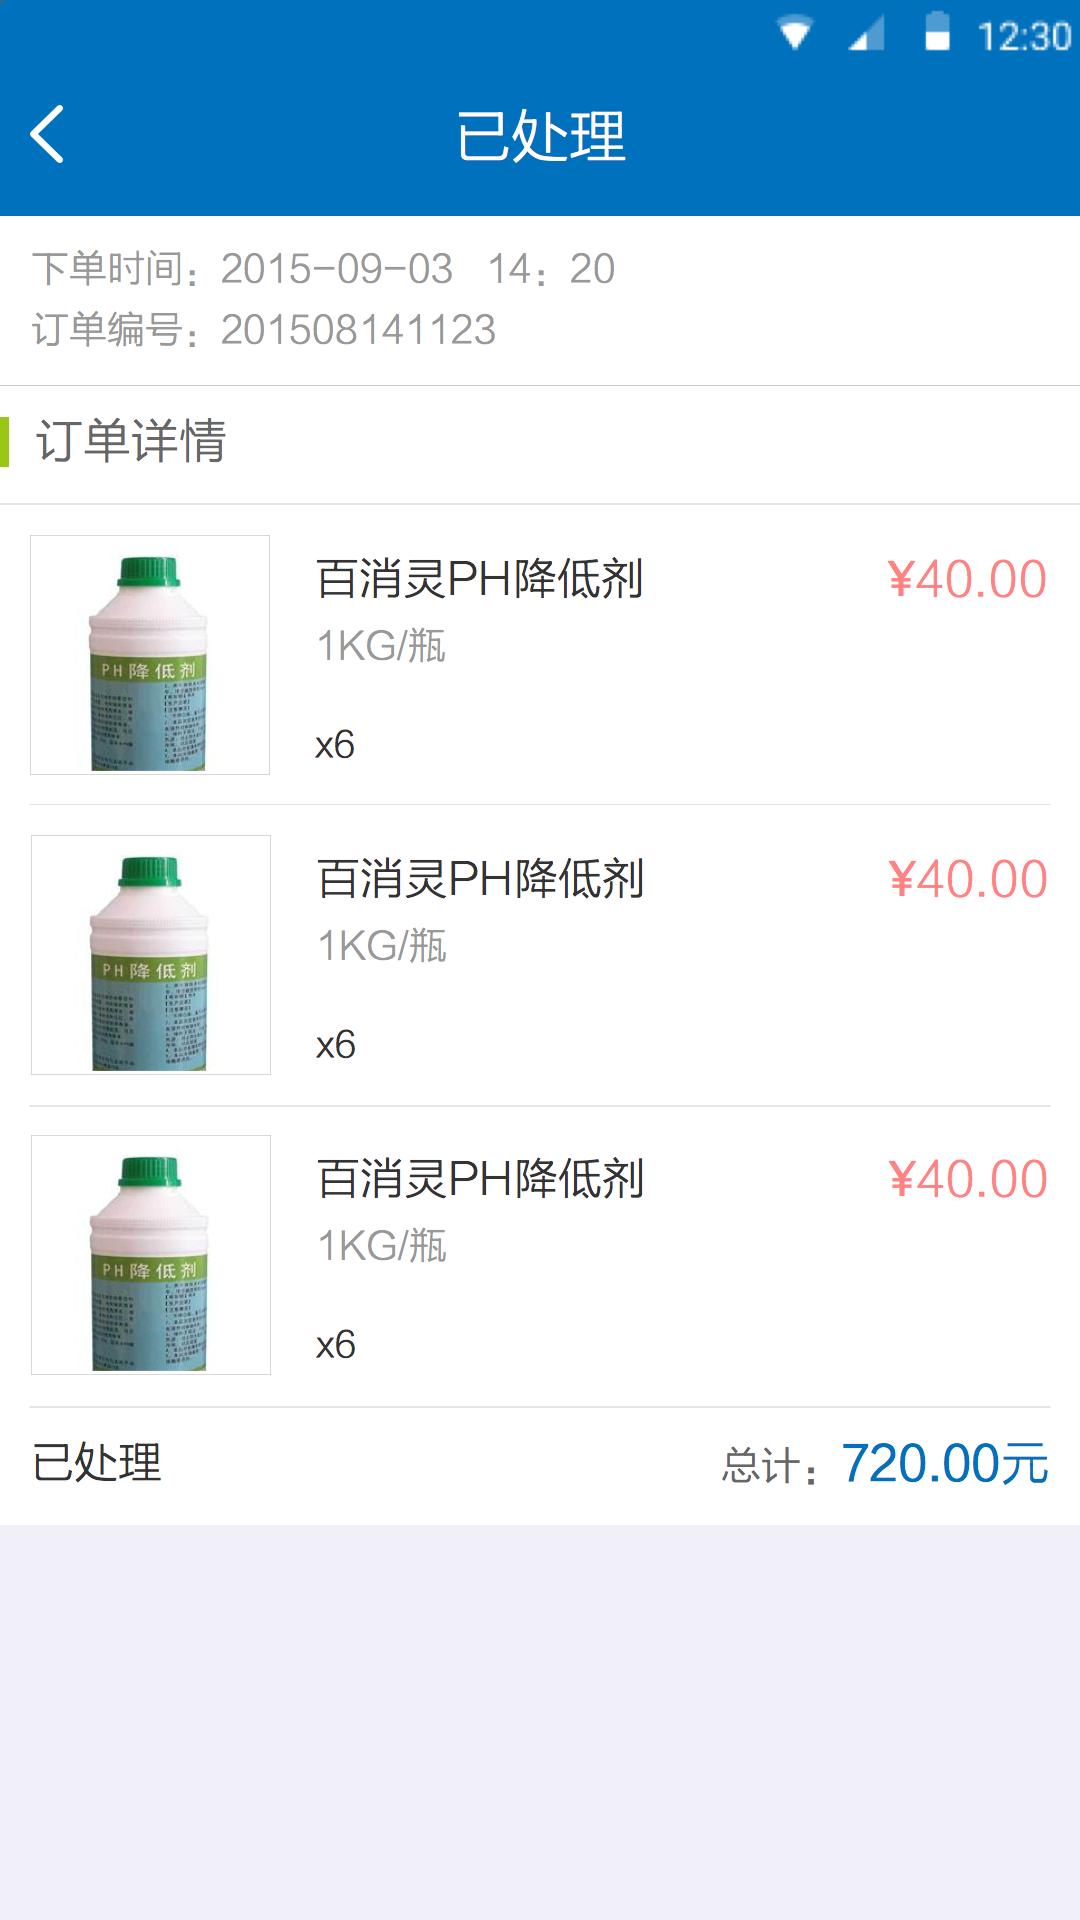 12:30
已处理
下单时间：2015-09-03 14：20
订单编号：201508141123
订单详情
百消灵PH降低剂 ¥40.00
1KG/瓶
x6
PH降低剂
百消灵PH降低剂 ¥40.00
1KG/瓶
x6
PH降低剂
百消灵PH降低剂 ¥40.00
1KG/瓶
x6
PH降低剂
已处理 总计：720.00元